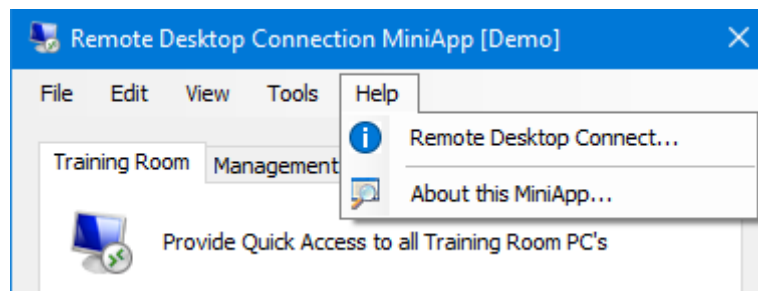 Remote Desktop Connection MiniApp [Demo]
File Edit View Tools Help
Remote Desktop Connect...
About this MiniApp...
Training Room Management
Provide Quick Access to all Training Room PC's